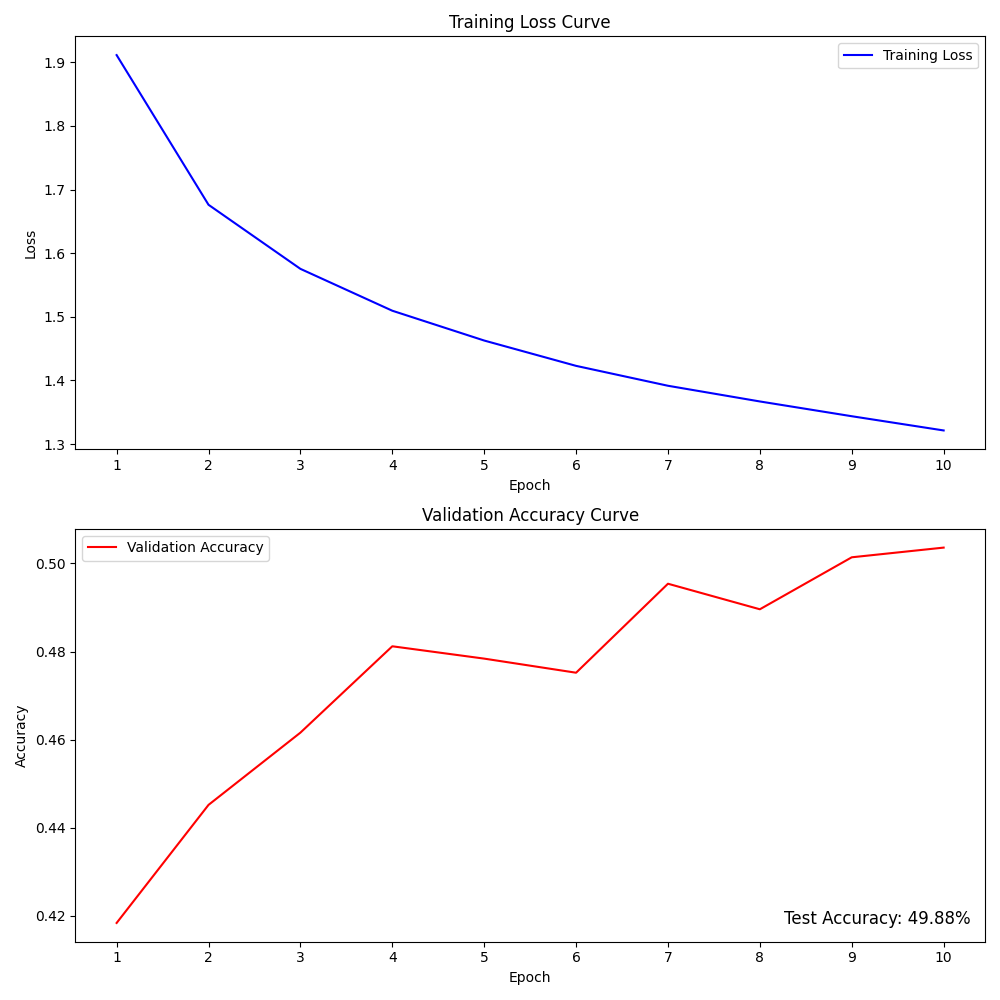 Training Loss Curve
Training Loss
1.9
1.8
1.7
1.6
1.5
1.4
1.3
Loss
1 2 3 4 5 6 7 8 9 10
Epoch
Validation Accuracy Curve
Validation Accuracy
0.50
0.48
0.46
0.44
0.42
Accuracy
Test Accuracy: 49.88%
1 2 3 4 5 6 7 8 9 10
Epoch